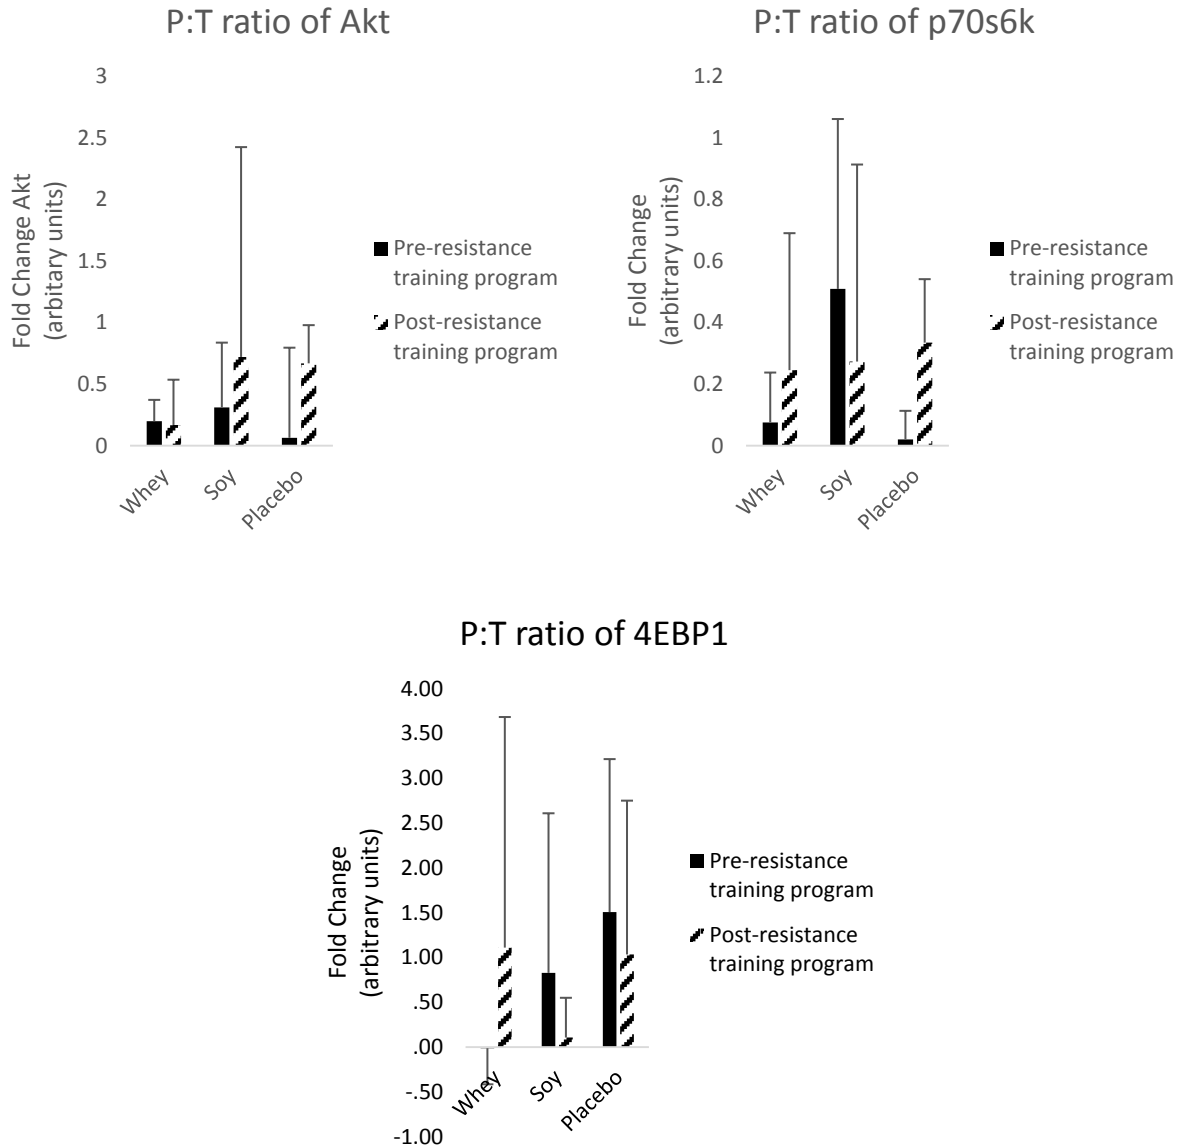 P:T ratio of Akt
3
2.5
2
1.5
1
0.5
0
Fold Change Akt
(arbitary units)
Whey
Soy
Placebo
Pre-resistance
training program
Post-resistance
training program
P:T ratio of p70s6k
1.2
1
0.8
0.6
0.4
0.2
0
Fold Change
(arbitrary units)
Whey
Soy
Placebo
Pre-resistance
training program
Post-resistance
training program
P:T ratio of 4EBP1
4.00
3.50
3.00
2.50
2.00
1.50
1.00
.50
.00
-.50
-1.00
Fold Change
(arbitrary units)
Whey
Soy
Placebo
Pre-resistance
training program
Post-resistance
training program